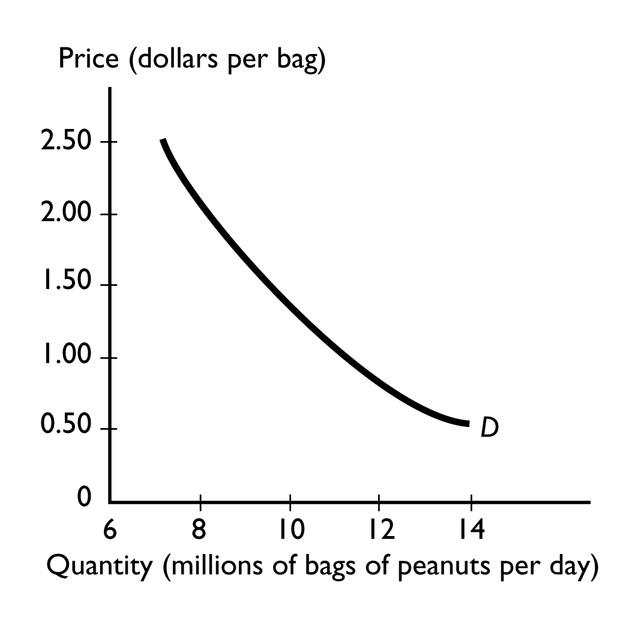 Price (dollars per bag)
2.50
2.00
1.50
1.00
0.50
D
0
6 8 10 12 14
Quantity (millions of bags of peanuts per day)